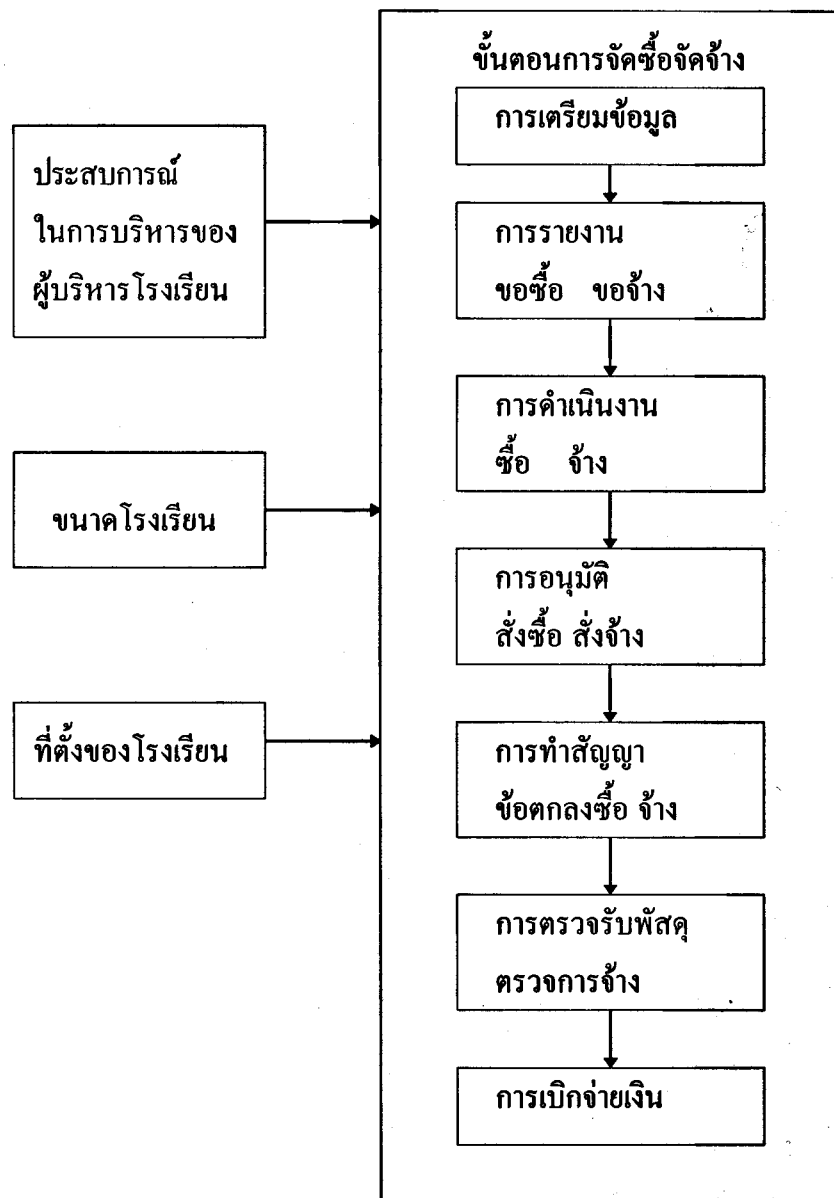 ประสบการณ์
ในการบริหารของ
ผู้บริหารโรงเรียน
ขนาดโรงเรียน
ที่ตั้งของโรงเรียน
ขั้นตอนการจัดซื้อจัดจ้าง
การเตรียมข้อมูล
การรายงาน
ขอซื้อ ขอจ้าง
การดำเนินงาน
ซื้อ จ้าง
การอนุมัติ
สั่งซื้อ สั่งจ้าง
การทำสัญญา
ข้อตกลงซื้อ จ้าง
การตรวจรับพัสดุ
ตรวจการจ้าง
การเบิกจ่ายเงิน